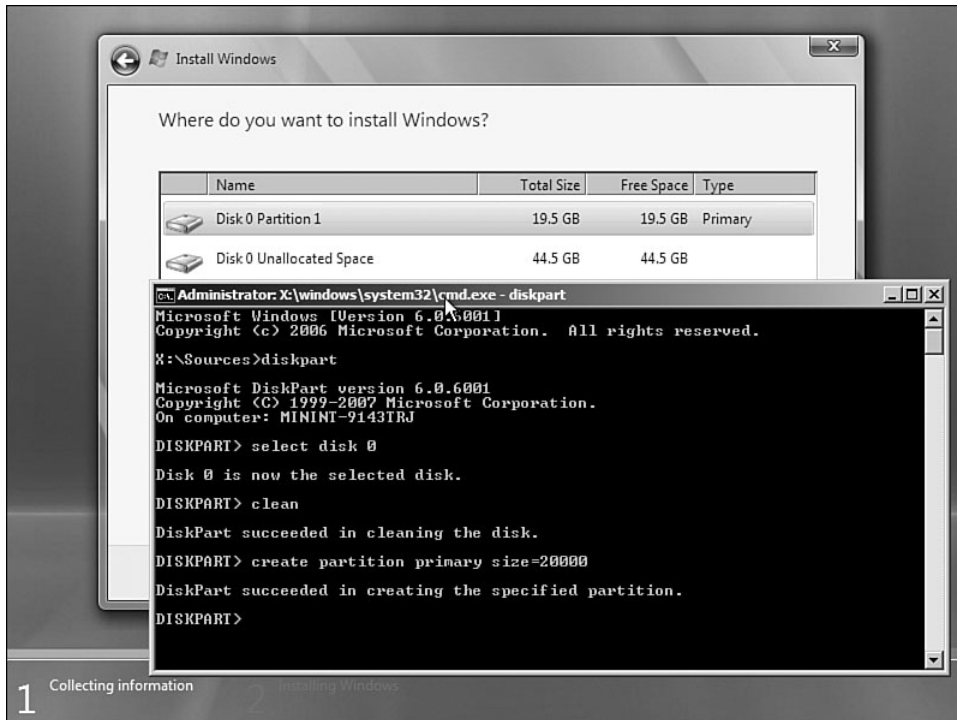 Install Windows
Where do you want to install Windows?
Name Total Size Free Space Type
Disk 0 Partition 1 19.5 GB 19.5 GB Primary
Disk 0 Unallocated Space 44.5 GB 44.5 GB
Administrator: X:\windows\system32\cmd.exe - diskpart
Microsoft Windows [Version 6.0.6001]
Copyright (c) 2006 Microsoft Corporation. All rights reserved.
X:\Sources>diskpart
Microsoft DiskPart version 6.0.6001
Copyright (C) 1999-2007 Microsoft Corporation.
On computer: MININT-9143TRJ
DISKPART> select disk 0
Disk 0 is now the selected disk.
DISKPART> clean
DiskPart succeeded in cleaning the disk.
DISKPART> create partition primary size=20000
DiskPart succeeded in creating the specified partition.
DISKPART>
1 Collecting information 2 Installing Windows